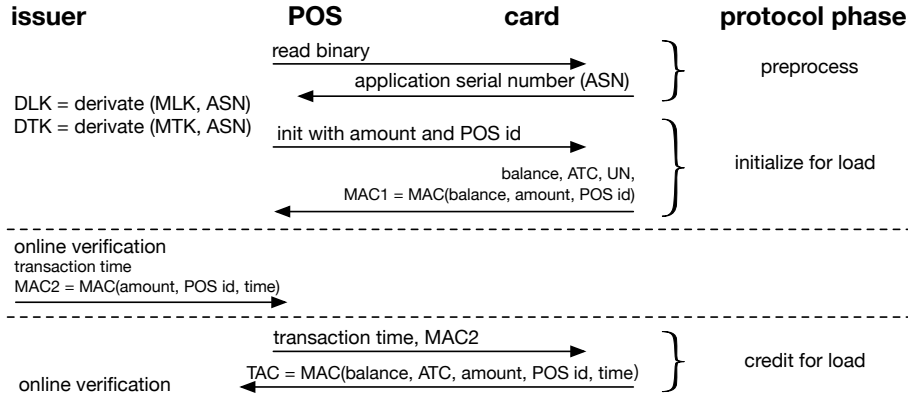 issuer POS card protocol phase
read binary
preprocess
application serial number (ASN)
DLK = derivate (MLK, ASN)
DTK = derivate (MTK, ASN)
init with amount and POS id
initialize for load
balance, ATC, UN,
MAC1 = MAC(balance, amount, POS id)
online verification
transaction time
MAC2 = MAC(amount, POS id, time)
transaction time, MAC2
credit for load
TAC = MAC(balance, ATC, amount, POS id, time)
online verification